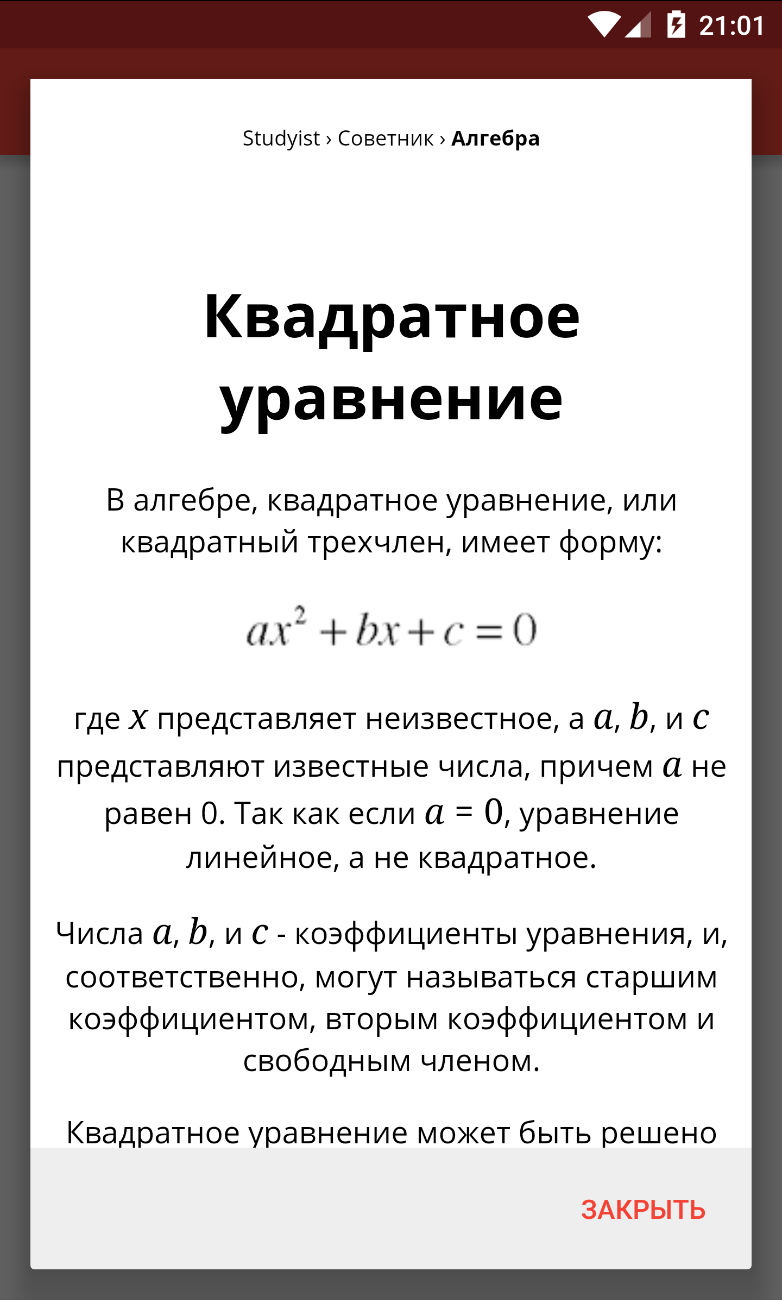 21:01
Studyist › Советник › Алгебра
Квадратное
уравнение
В алгебре, квадратное уравнение, или
квадратный трехчлен, имеет форму:
ax² + bx + c = 0
где x представляет неизвестное, а a, b, и c
представляют известные числа, причем a не
равен 0. Так как если a = 0, уравнение
линейное, а не квадратное.
Числа a, b, и c - коэффициенты уравнения, и,
соответственно, могут называться старшим
коэффициентом, вторым коэффициентом и
свободным членом.
Квадратное уравнение может быть решено
ЗАКРЫТЬ